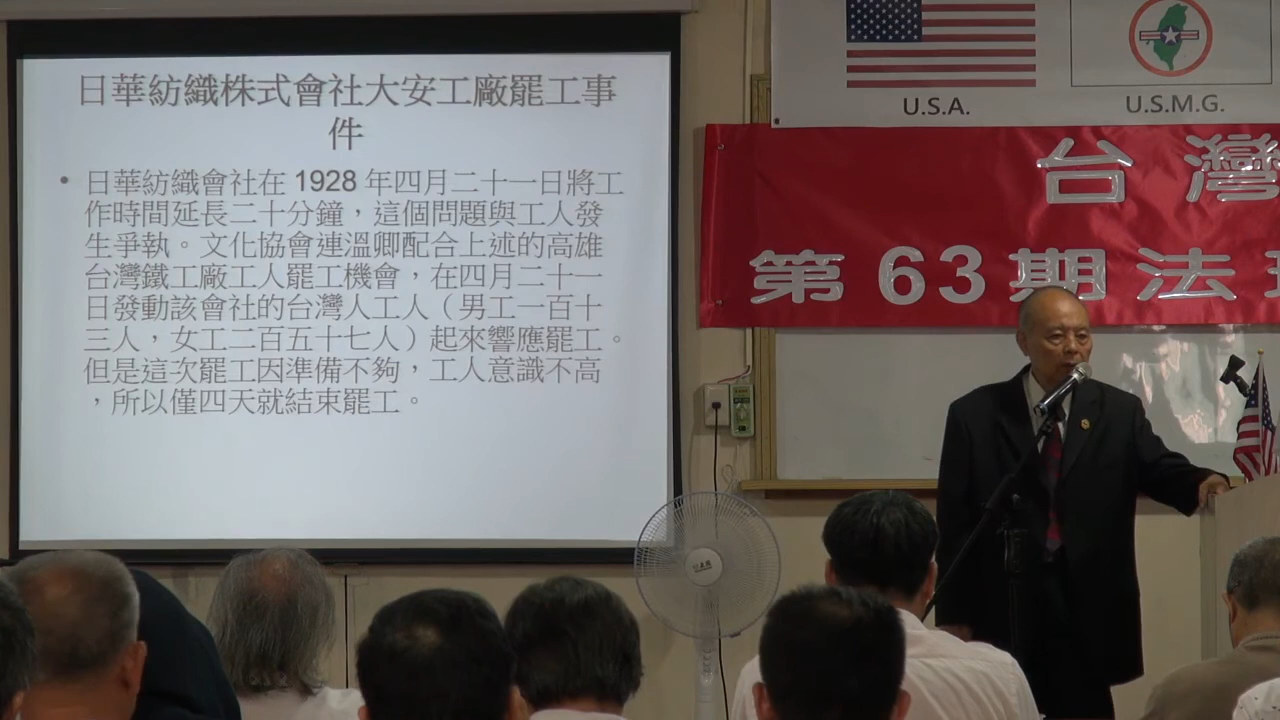 日華紡織株式會社大安工廠罷工事
件
• 日華紡織會社在 1928 年四月二十一日將工
作時間延長二十分鐘，這個問題與工人發
生爭執。文化協會連溫卿配合上述的高雄
台灣鐵工廠工人罷工機會，在四月二十一
日發動該會社的台灣人工人（男工一百十
三人，女工二百五十七人）起來響應罷工。
但是這次罷工因準備不夠，工人意識不高
，所以僅四天就結束罷工。
U.S.A.
U.S.M.G.
台灣
第63期法理